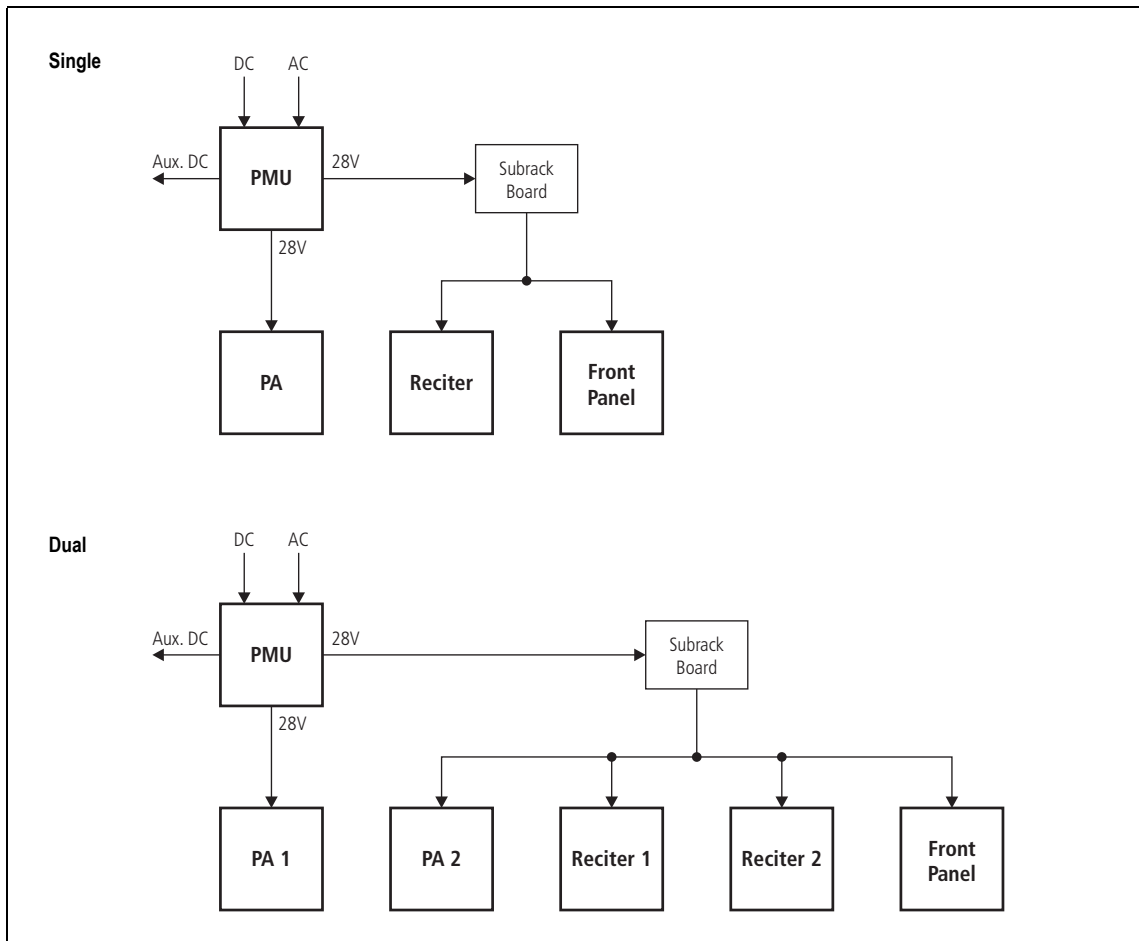 Single
DC AC
Aux. DC
PMU
28V
Subrack
Board
28V
PA
Reciter
Front
Panel
Dual
DC AC
Aux. DC
PMU
28V
Subrack
Board
28V
PA 1
PA 2
Reciter 1
Reciter 2
Front
Panel